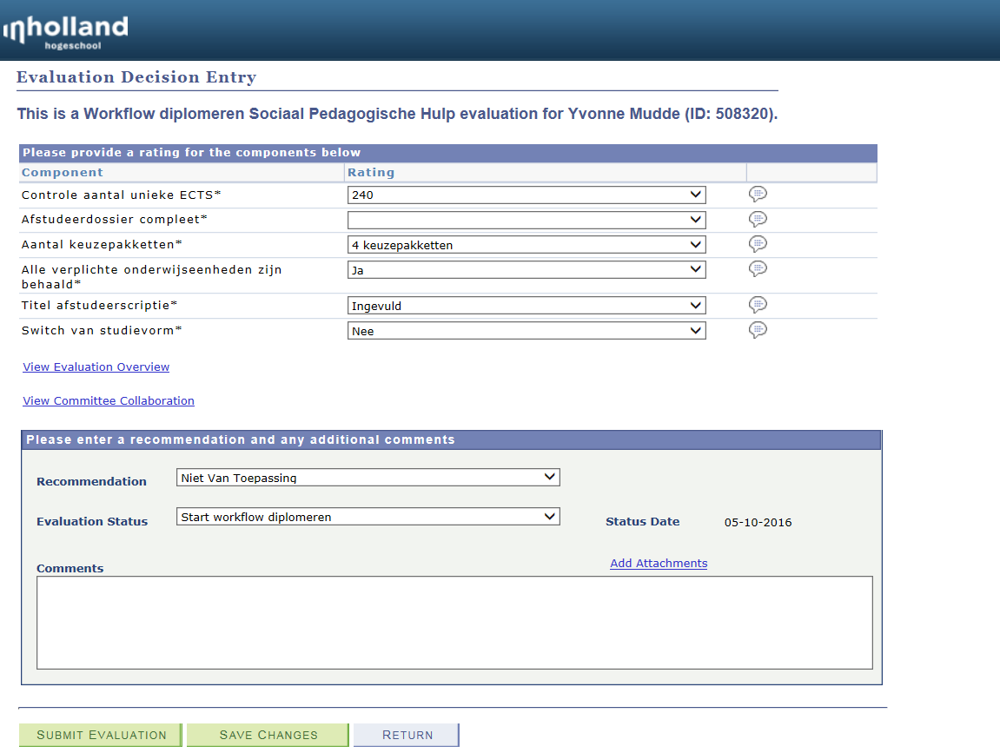 inholland
hogeschool
Evaluation Decision Entry
This is a Workflow diplomeren Sociaal Pedagogische Hulp evaluation for Yvonne Mudde (ID: 508320).
Please provide a rating for the components below
Component Rating
Controle aantal unieke ECTS* 240
Afstudeerdossier compleet*
Aantal keuzepakketten* 4 keuzepakketten
Alle verplichte onderwijseenheden zijn behaald* Ja
Titel afstudeerscriptie* Ingevuld
Switch van studievorm* Nee
View Evaluation Overview
View Committee Collaboration
Please enter a recommendation and any additional comments
Recommendation Niet Van Toepassing
Evaluation Status Start workflow diplomeren Status Date 05-10-2016
Add Attachments
Comments
SUBMIT EVALUATION SAVE CHANGES RETURN